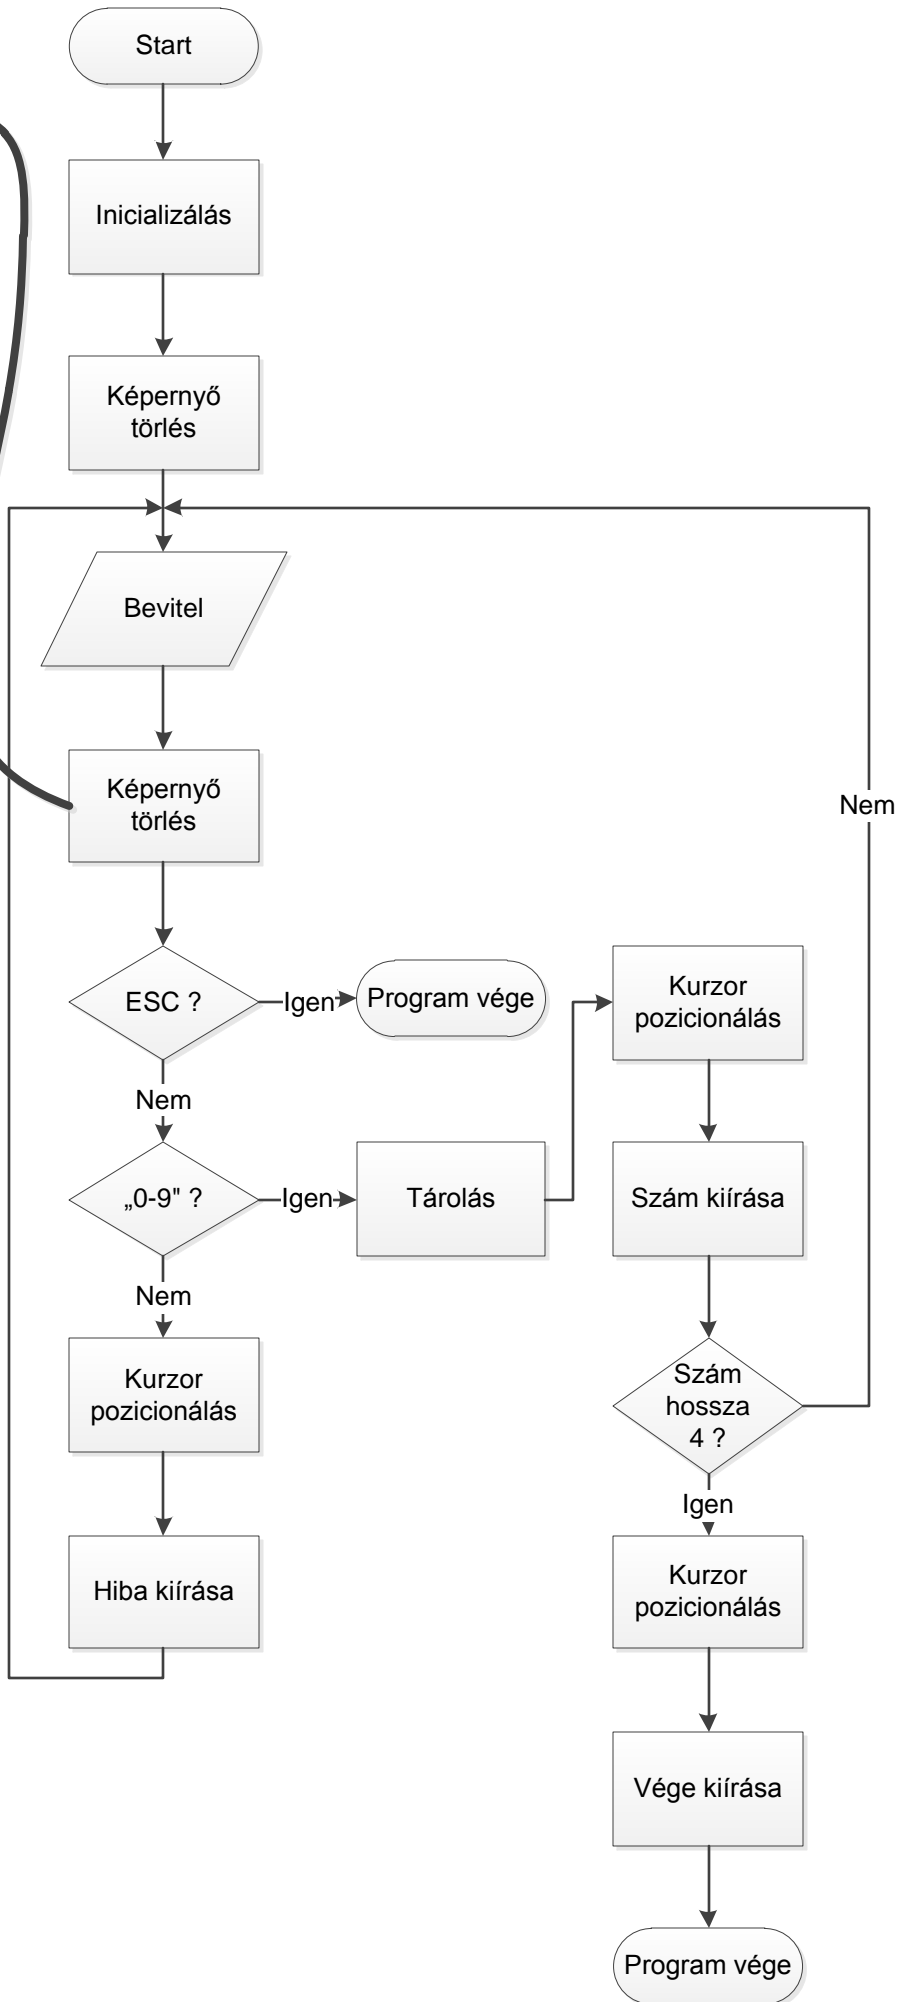 Start
Inicializálás
Képernyő
törlés
Bevitel
Képernyő
törlés
Nem
ESC ?
Igen
Program vége
Kurzor
pozicionálás
Nem
„0-9" ?
Igen
Tárolás
Szám kiírása
Nem
Kurzor
pozicionálás
Szám
hossza
4 ?
Igen
Hiba kiírása
Kurzor
pozicionálás
Vége kiírása
Program vége